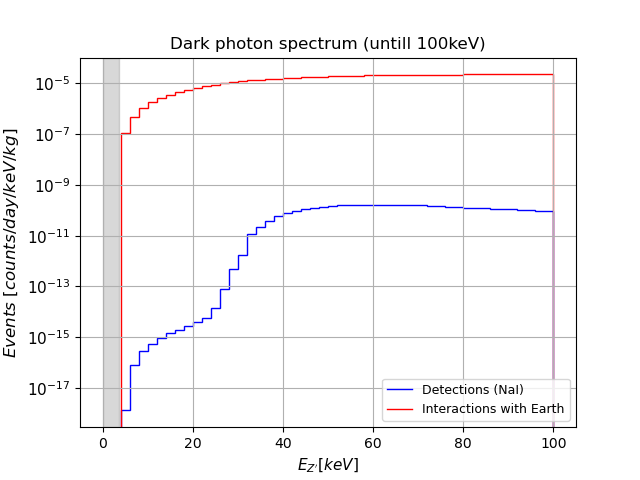 Dark photon spectrum (untill 100keV)
Events [counts/day/keV/kg]
10⁻⁵
10⁻⁷
10⁻⁹
10⁻¹¹
10⁻¹³
10⁻¹⁵
10⁻¹⁷
Detections (NaI)
Interactions with Earth
0 20 40 60 80 100
E_{Z'}[keV]